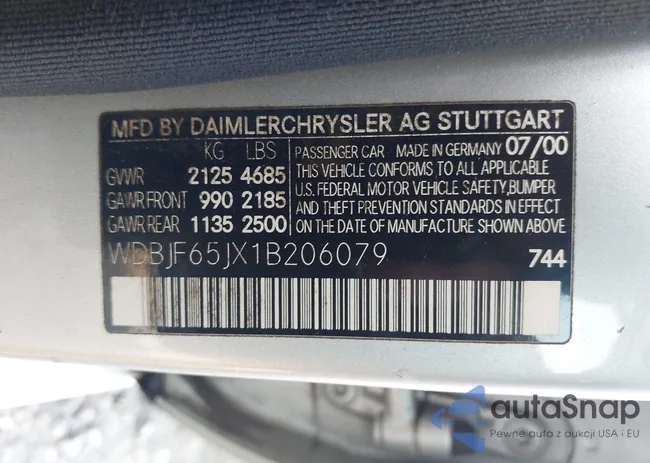 MFD BY DAIMLERCHRYSLER AG STUTTGART
KG LBS
GVWR 2125 4685
GAWR FRONT 990 2185
GAWR REAR 1135 2500
PASSENGER CAR MADE IN GERMANY 07/00
THIS VEHICLE CONFORMS TO ALL APPLICABLE
U.S. FEDERAL MOTOR VEHICLE SAFETY,BUMPER
AND THEFT PREVENTION STANDARDS IN EFFECT
ON THE DATE OF MANUFACTURE SHOWN ABOVE.
WDBJF65JX1B206079 744
autoSnap
Pewne auta z aukcji USA i EU